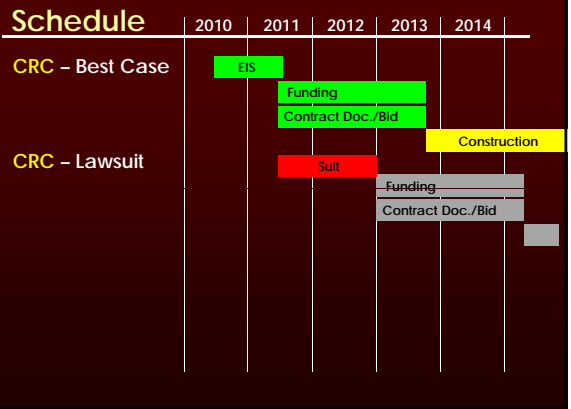 Schedule
2010 2011 2012 2013 2014
CRC – Best Case
EIS
Funding
Contract Doc./Bid
Construction
CRC – Lawsuit
Suit
Funding
Contract Doc./Bid